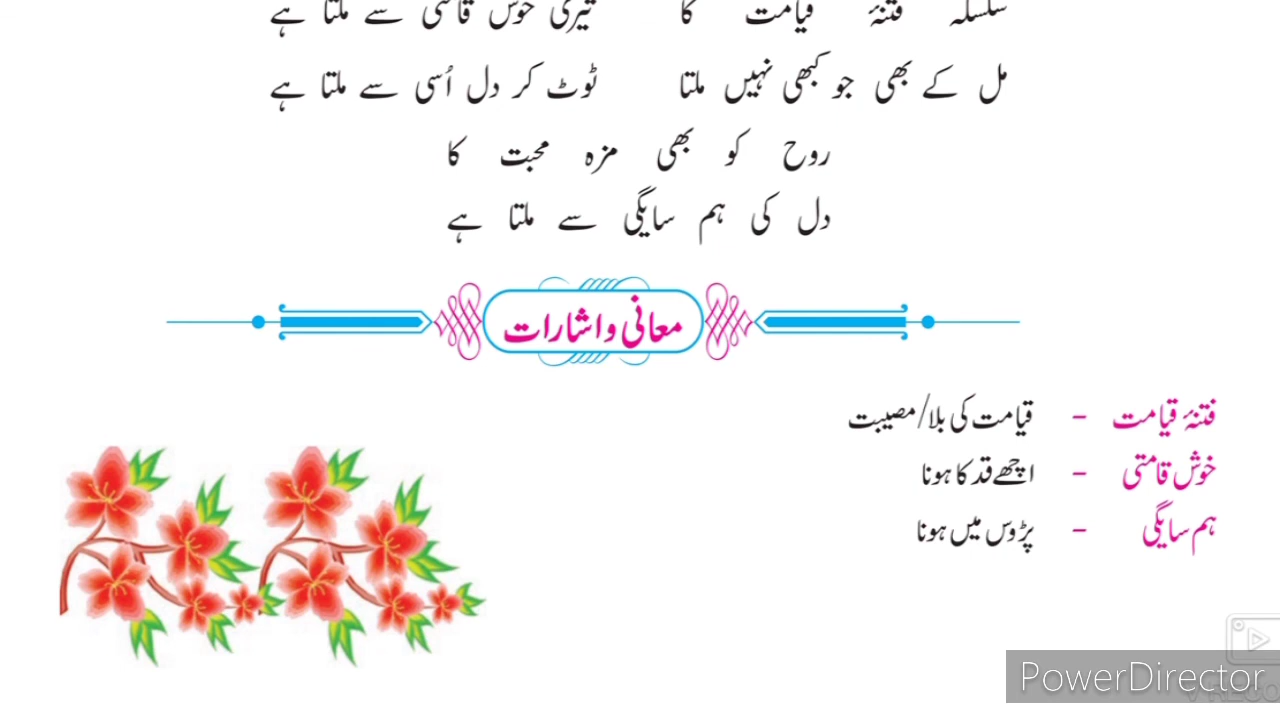 سلسلہ فتنۂ قیامت کا تیری خوش قامتی سے ملتا ہے
مل کے بھی جو کبھی نہیں ملتا ٹوٹ کر دل اُسی سے ملتا ہے
روح کو بھی مزہ محبت کا
دل کی ہم سایگی سے ملتا ہے
معانی و اشارات
فتنۂ قیامت - قیامت کی بلا/مصیبت
خوش قامتی - اچھے قد کا ہونا
ہم سایگی - پڑوس میں ہونا
PowerDirector